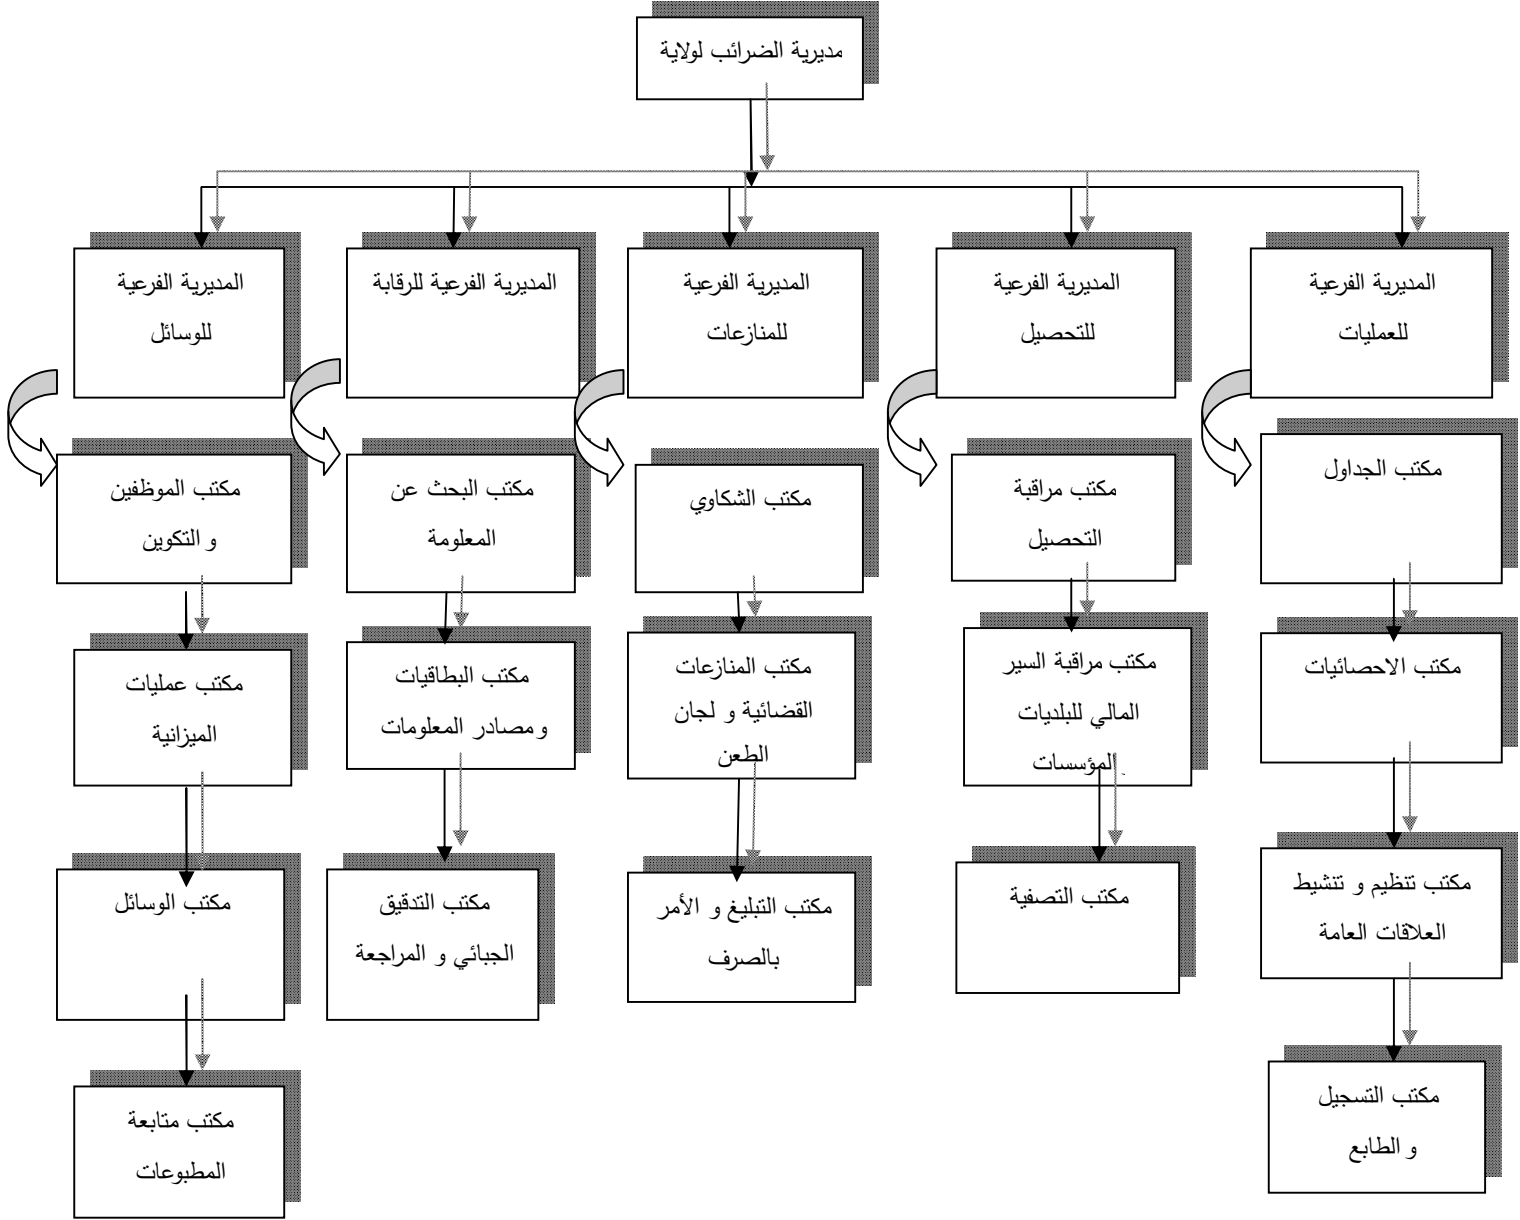 مديرية الضرائب لولاية
المديرية الفرعية
للعمليات
المديرية الفرعية
للتحصيل
المديرية الفرعية
للمنازعات
المديرية الفرعية للرقابة
المديرية الفرعية
للوسائل
مكتب الجداول
مكتب مراقبة
التحصيل
مكتب الشكاوي
مكتب البحث عن
المعلومة
مكتب الموظفين
و التكوين
مكتب الاحصائيات
مكتب مراقبة السير
المالي للبلديات
المؤسسات
مكتب المنازعات
القضائية و لجان
الطعن
مكتب البطاقيات
و مصادر المعلومات
مكتب عمليات
الميزانية
مكتب تنظيم و تنشيط
العلاقات العامة
مكتب التصفية
مكتب التبليغ و الأمر
بالصرف
مكتب التدقيق
الجبائي و المراجعة
مكتب الوسائل
مكتب التسجيل
و الطابع
مكتب متابعة
المطبوعات